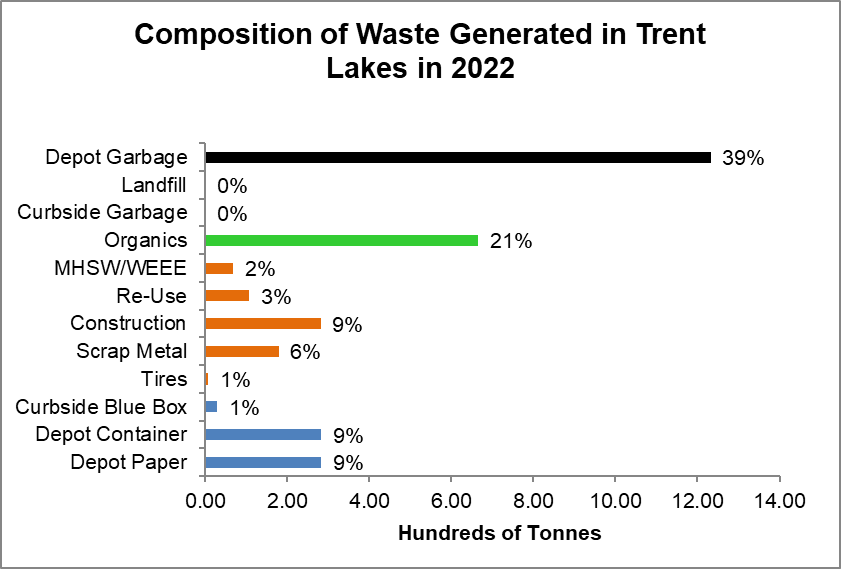 Composition of Waste Generated in Trent
Lakes in 2022
Depot Garbage 39%
Landfill 0%
Curbside Garbage 0%
Organics 21%
MHSW/WEEE 2%
Re-Use 3%
Construction 9%
Scrap Metal 6%
Tires 1%
Curbside Blue Box 1%
Depot Container 9%
Depot Paper 9%
0.00 2.00 4.00 6.00 8.00 10.00 12.00 14.00
Hundreds of Tonnes